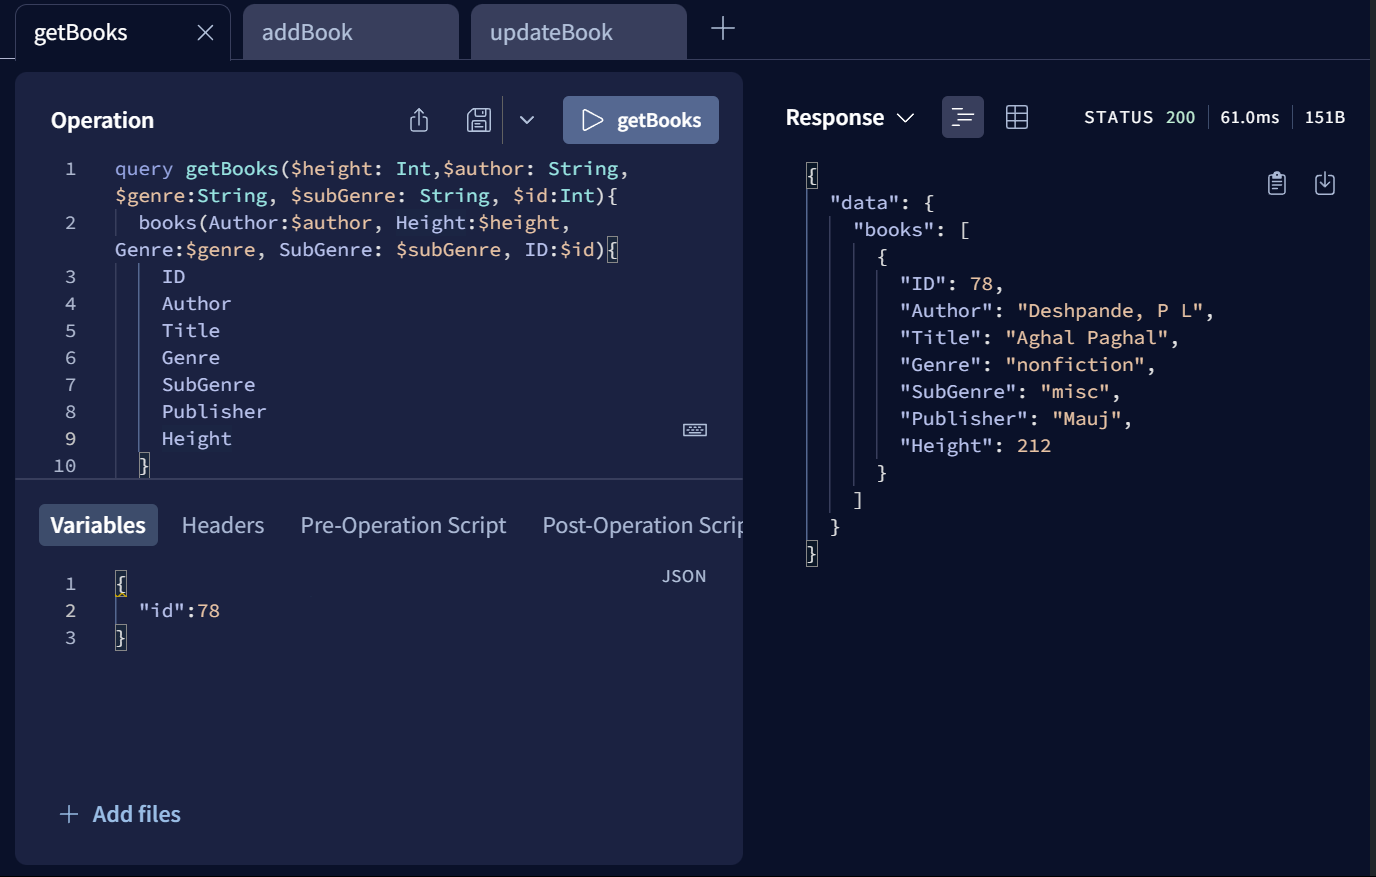 getBooks
addBook
updateBook
Operation
getBooks
1 query getBooks($height: Int,$author: String,
$genre:String, $subGenre: String, $id:Int){
2 books(Author:$author, Height:$height,
Genre:$genre, SubGenre: $subGenre, ID:$id){
3 ID
4 Author
5 Title
6 Genre
7 SubGenre
8 Publisher
9 Height
10 }
Variables Headers Pre-Operation Script Post-Operation Scrip
JSON
1 {
2 "id":78
3 }
Add files
Response
STATUS 200 61.0ms 151B
{
"data": {
"books": [
{
"ID": 78,
"Author": "Deshpande, P L",
"Title": "Aghal Paghal",
"Genre": "nonfiction",
"SubGenre": "misc",
"Publisher": "Mauj",
"Height": 212
}
]
}
}